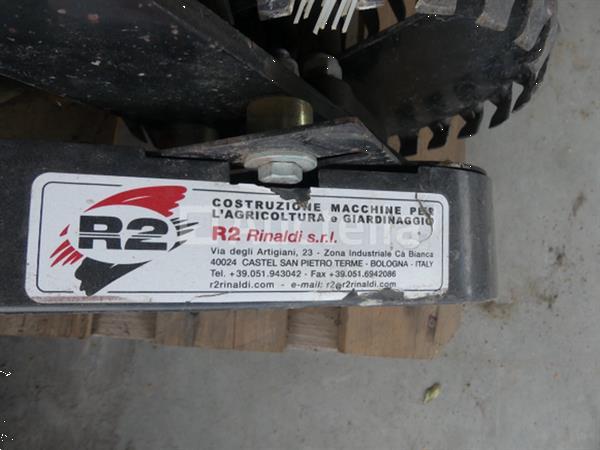 R2
COSTRUZIONE MACCHINE PER
L'AGRICOLTURA e GIARDINAGGIO
R2 Rinaldi s.r.l.
Via degli Artigiani, 23 - Zona Industriale Cà Bianca
40024 CASTEL SAN PIETRO TERME - BOLOGNA - ITALY
Tel. +39.051.943042 - Fax +39.051.6942086
r2rinaldi.com - e-mail: r2@r2rinaldi.com